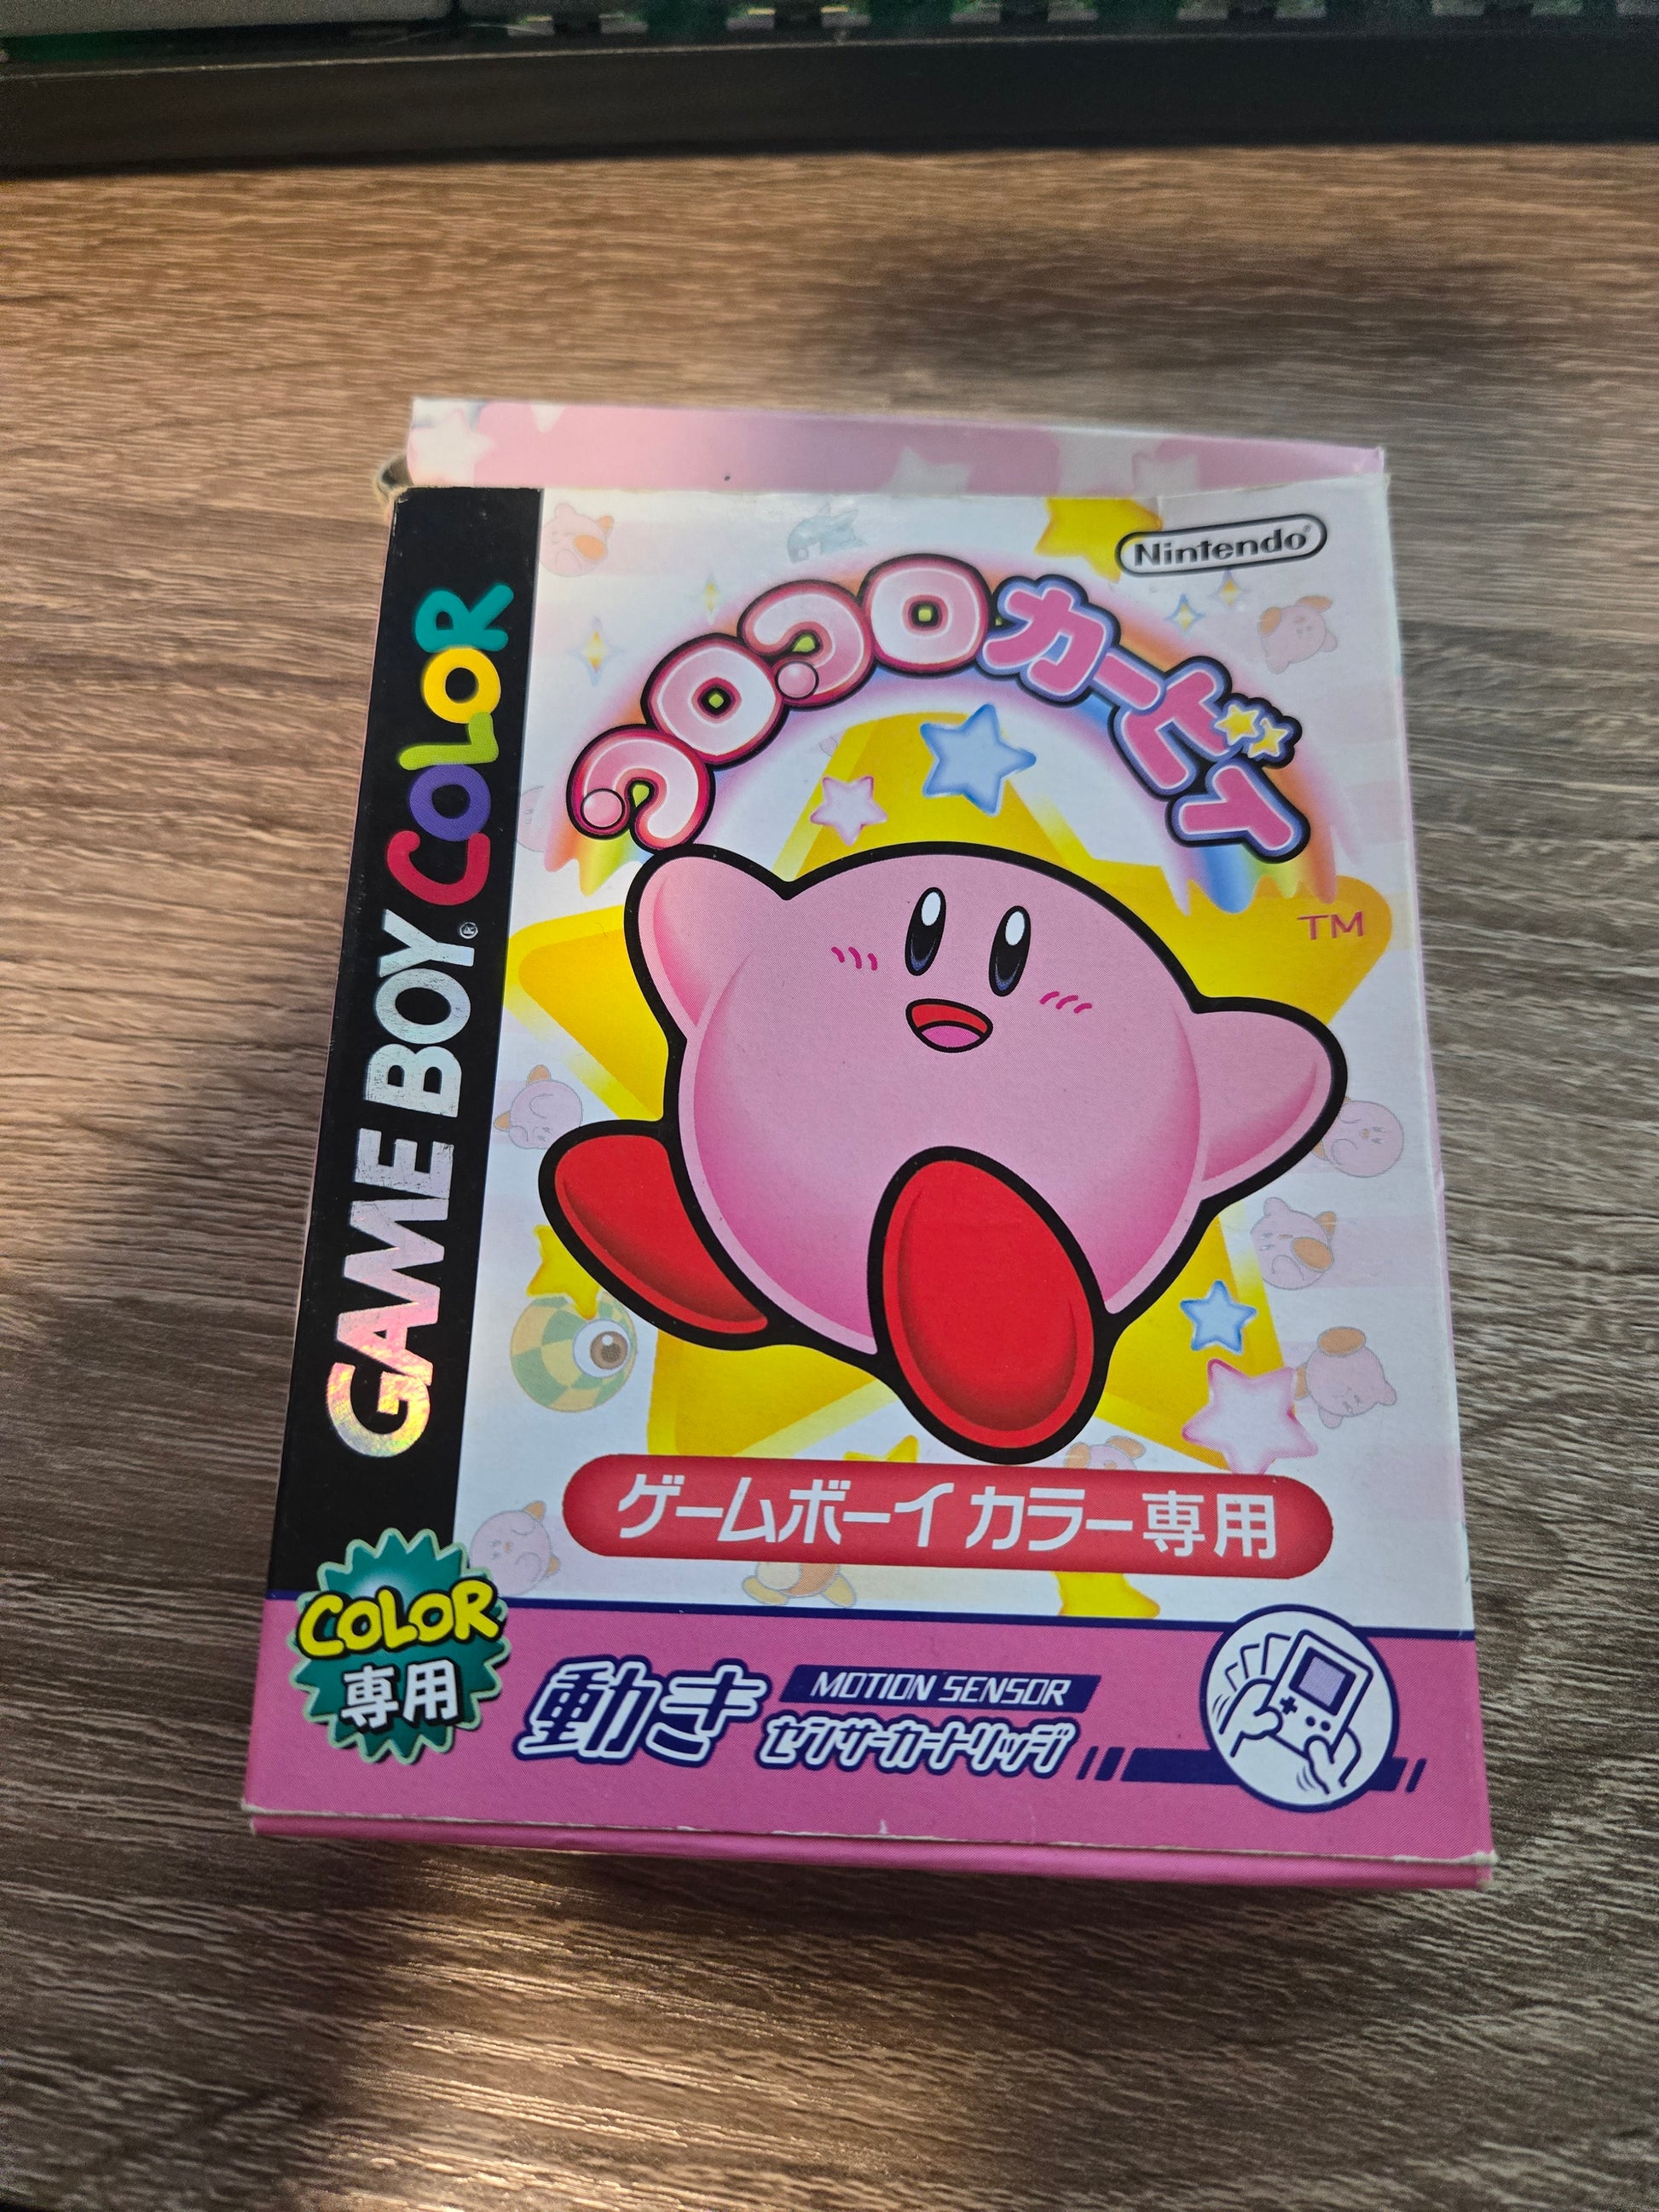 Nintendo®
コロコロカービィ
TM
GAME BOY® COLOR
ゲームボーイカラー専用
COLOR
専用
動き
MOTION SENSOR
センサーカートリッジ